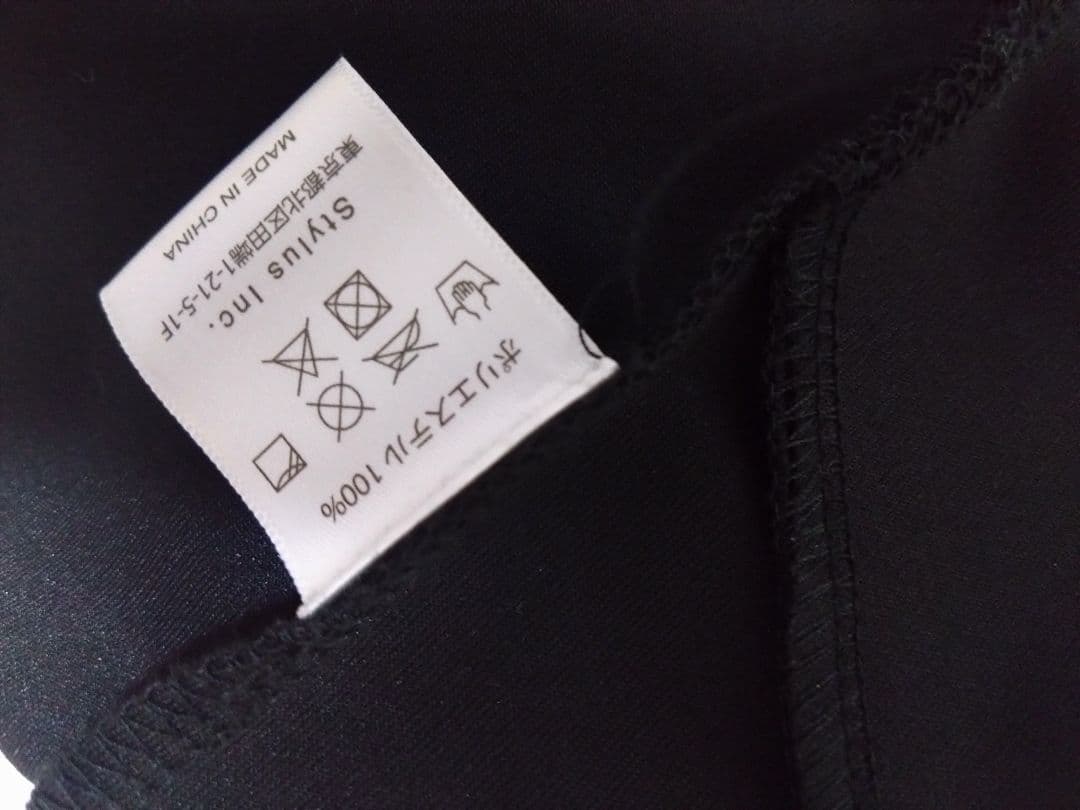 ポリエステル100%
Stylus Inc.
東京都北区田端1-21-5-1F
MADE IN CHINA